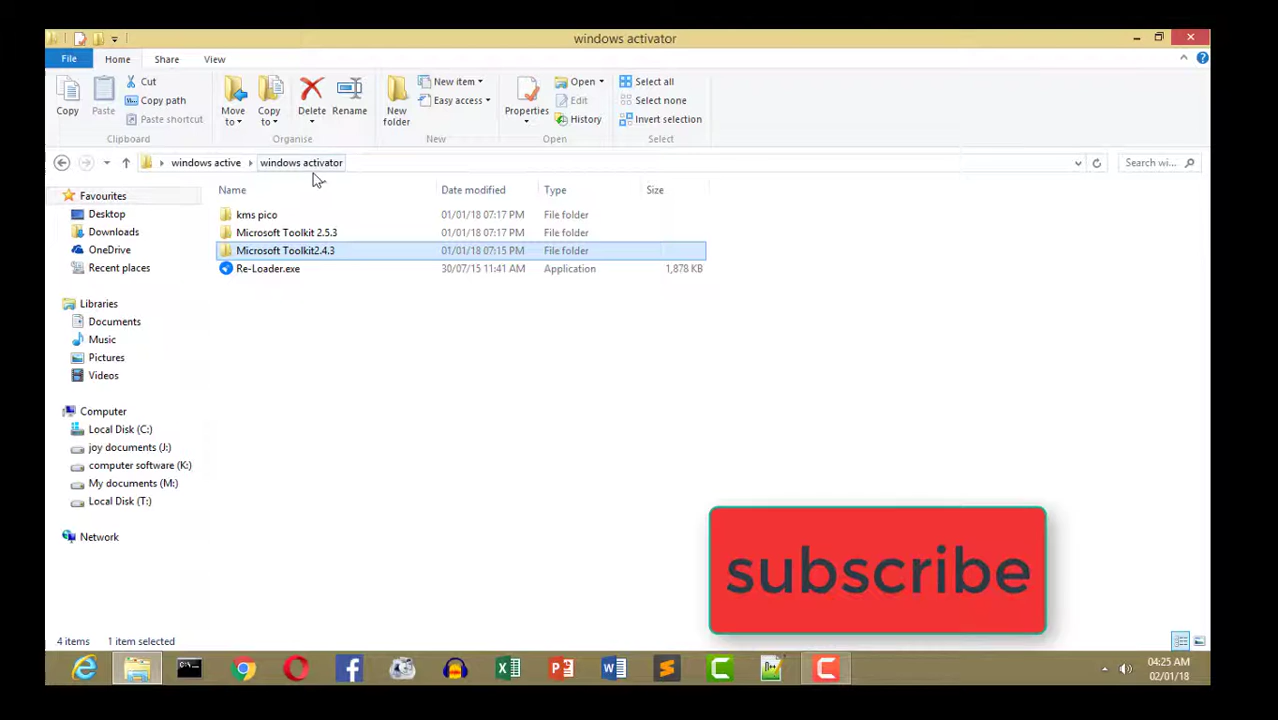 windows activator
File Home Share View
Copy Paste Cut Copy path Paste shortcut Move to Copy to Delete Rename New folder New item Easy access Properties Open Edit History Select all Select none Invert selection
Clipboard Organise New Open Select
windows active windows activator Search wi...
Name Date modified Type Size
kms pico 01/01/18 07:17 PM File folder
Microsoft Toolkit 2.5.3 01/01/18 07:17 PM File folder
Microsoft Toolkit2.4.3 01/01/18 07:15 PM File folder
Re-Loader.exe 30/07/15 11:41 AM Application 1,878 KB
Favourites
Desktop
Downloads
OneDrive
Recent places
Libraries
Documents
Music
Pictures
Videos
Computer
Local Disk (C:)
joy documents (J:)
computer software (K:)
My documents (M:)
Local Disk (T:)
Network
subscribe
4 items 1 item selected
04:25 AM
02/01/18